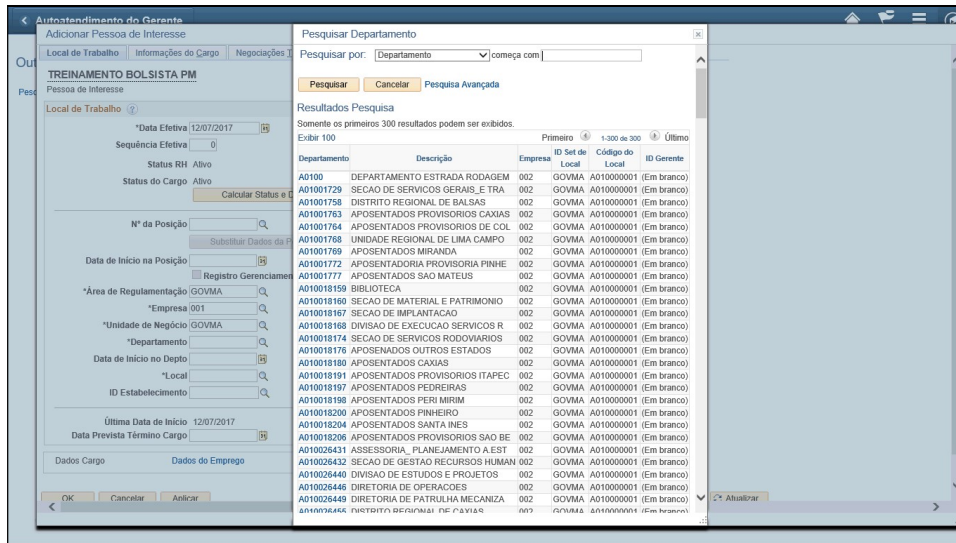 Autoatendimento do Gerente
Adicionar Pessoa de Interesse
Local de Trabalho Informações do Cargo Negociações T
Out
Pesq
TREINAMENTO BOLSISTA PM
Pessoa de Interesse
Local de Trabalho
*Data Efetiva 12/07/2017
Sequência Efetiva 0
Status RH Ativo
Status do Cargo Ativo
Calcular Status e D
Nº da Posição
Substituir Dados da P
Data de Início na Posição
Registro Gerenciamen
*Área de Regulamentação GOVMA
*Empresa 001
*Unidade de Negócio GOVMA
*Departamento
Data de Início no Depto
*Local
ID Estabelecimento
Última Data de Início 12/07/2017
Data Prevista Término Cargo
Dados Cargo Dados do Emprego
OK Cancelar Aplicar
Atualizar
Pesquisar Departamento
Pesquisar por: Departamento começa com
Pesquisar Cancelar Pesquisa Avançada
Resultados Pesquisa
Somente os primeiros 300 resultados podem ser exibidos.
Exibir 100 Primeiro 1-300 de 300 Último
Departamento Descrição Empresa ID Set de Local Código do Local ID Gerente
A0100 DEPARTAMENTO ESTRADA RODAGEM 002 GOVMA A010000001 (Em branco)
A01001729 SECAO DE SERVICOS GERAIS_E TRA 002 GOVMA A010000001 (Em branco)
A01001758 DISTRITO REGIONAL DE BALSAS 002 GOVMA A010000001 (Em branco)
A01001763 APOSENTADOS PROVISORIOS CAXIAS 002 GOVMA A010000001 (Em branco)
A01001764 APOSENTADOS PROVISORIOS DE COL 002 GOVMA A010000001 (Em branco)
A01001768 UNIDADE REGIONAL DE LIMA CAMPO 002 GOVMA A010000001 (Em branco)
A01001769 APOSENTADOS MIRANDA 002 GOVMA A010000001 (Em branco)
A01001772 APOSENTADORIA PROVISORIA PINHE 002 GOVMA A010000001 (Em branco)
A01001777 APOSENTADOS SAO MATEUS 002 GOVMA A010000001 (Em branco)
A010018159 BIBLIOTECA 002 GOVMA A010000001 (Em branco)
A010018160 SECAO DE MATERIAL E PATRIMONIO 002 GOVMA A010000001 (Em branco)
A010018167 SECAO DE IMPLANTACAO 002 GOVMA A010000001 (Em branco)
A010018168 DIVISAO DE EXECUCAO SERVICOS R 002 GOVMA A010000001 (Em branco)
A010018174 SECAO DE SERVICOS RODOVIARIOS 002 GOVMA A010000001 (Em branco)
A010018176 APOSENADOS OUTROS ESTADOS 002 GOVMA A010000001 (Em branco)
A010018180 APOSENTADOS CAXIAS 002 GOVMA A010000001 (Em branco)
A010018191 APOSENTADOS PROVISORIOS ITAPEC 002 GOVMA A010000001 (Em branco)
A010018197 APOSENTADOS PEDREIRAS 002 GOVMA A010000001 (Em branco)
A010018198 APOSENTADOS PERI MIRIM 002 GOVMA A010000001 (Em branco)
A010018200 APOSENTADOS PINHEIRO 002 GOVMA A010000001 (Em branco)
A010018204 APOSENTADOS SANTA INES 002 GOVMA A010000001 (Em branco)
A010018206 APOSENTADOS PROVISORIOS SAO BE 002 GOVMA A010000001 (Em branco)
A010026431 ASSESSORIA_ PLANEJAMENTO A.EST 002 GOVMA A010000001 (Em branco)
A010026432 SECAO DE GESTAO RECURSOS HUMAN 002 GOVMA A010000001 (Em branco)
A010026440 DIVISAO DE ESTUDOS E PROJETOS 002 GOVMA A010000001 (Em branco)
A010026446 DIRETORIA DE OPERACOES 002 GOVMA A010000001 (Em branco)
A010026449 DIRETORIA DE PATRULHA MECANIZA 002 GOVMA A010000001 (Em branco)
A010026455 DISTRITO REGIONAL DE CAXIAS 002 GOVMA A010000001 (Em branco)